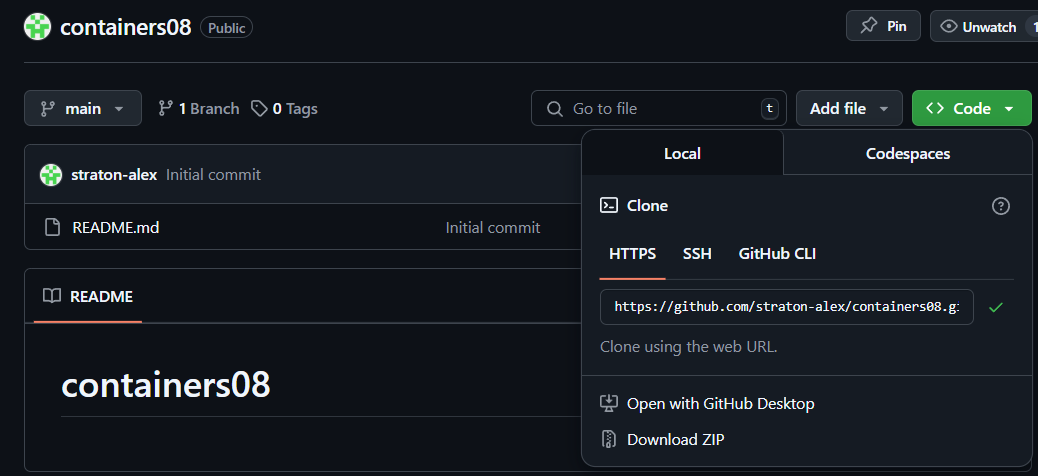 containers08 Public Pin Unwatch 1
main 1 Branch 0 Tags Go to file t Add file Code
Local Codespaces
straton-alex Initial commit
Clone
README.md Initial commit
HTTPS SSH GitHub CLI
README
https://github.com/straton-alex/containers08.g
Clone using the web URL.
containers08
Open with GitHub Desktop
Download ZIP